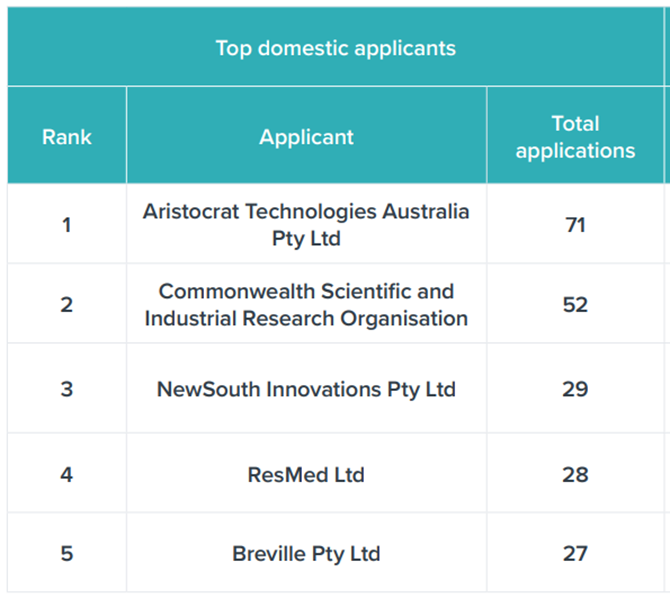 Top domestic applicants
Rank
Applicant
Total
applications
1
Aristocrat Technologies Australia
Pty Ltd
71
2
Commonwealth Scientific and
Industrial Research Organisation
52
3
NewSouth Innovations Pty Ltd
29
4
ResMed Ltd
28
5
Breville Pty Ltd
27